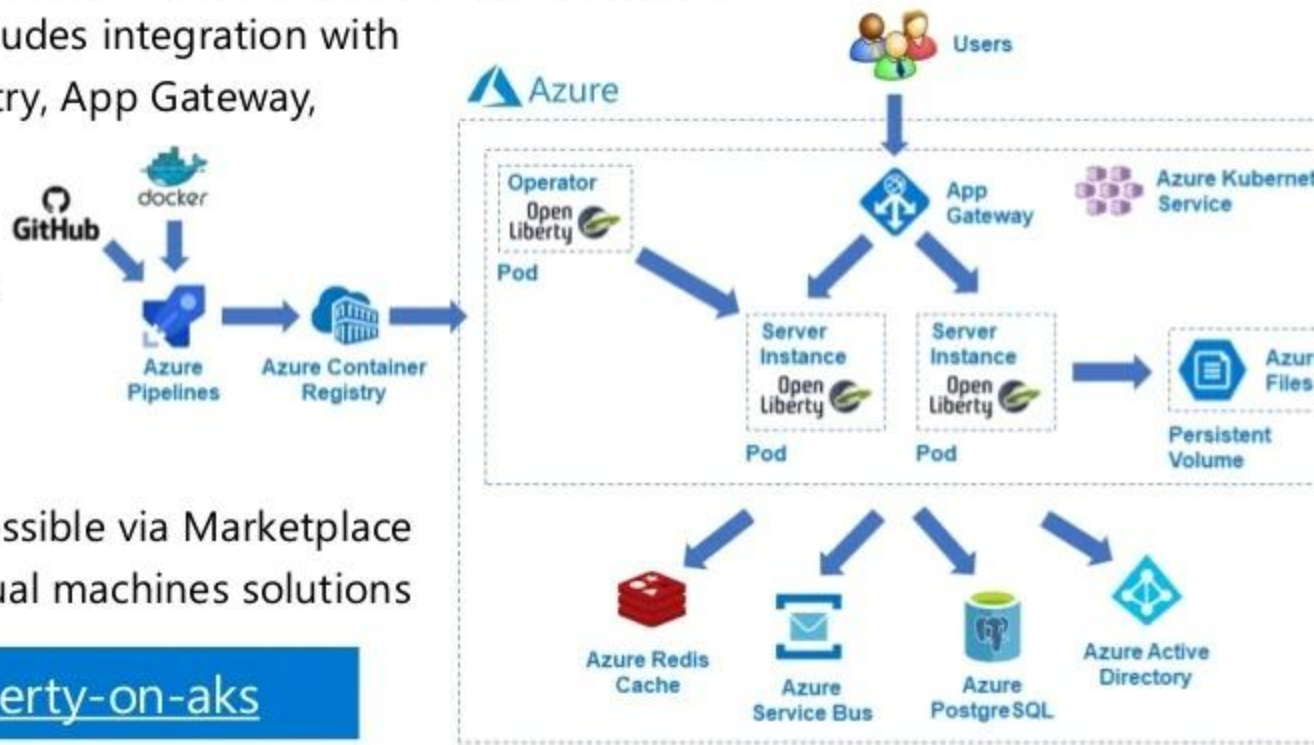 udes integration with
try, App Gateway,
docker
GitHub
Azure
Pipelines
Azure Container
Registry
ssible via Marketplace
ual machines solutions
erty-on-aks
Azure
Users
Operator
Open
Liberty
Pod
App
Gateway
Azure Kubernet
Service
Server
Instance
Open
Liberty
Pod
Server
Instance
Open
Liberty
Pod
Azur
Files
Persistent
Volume
Azure Redis
Cache
Azure
Service Bus
Azure
PostgreSQL
Azure Active
Directory